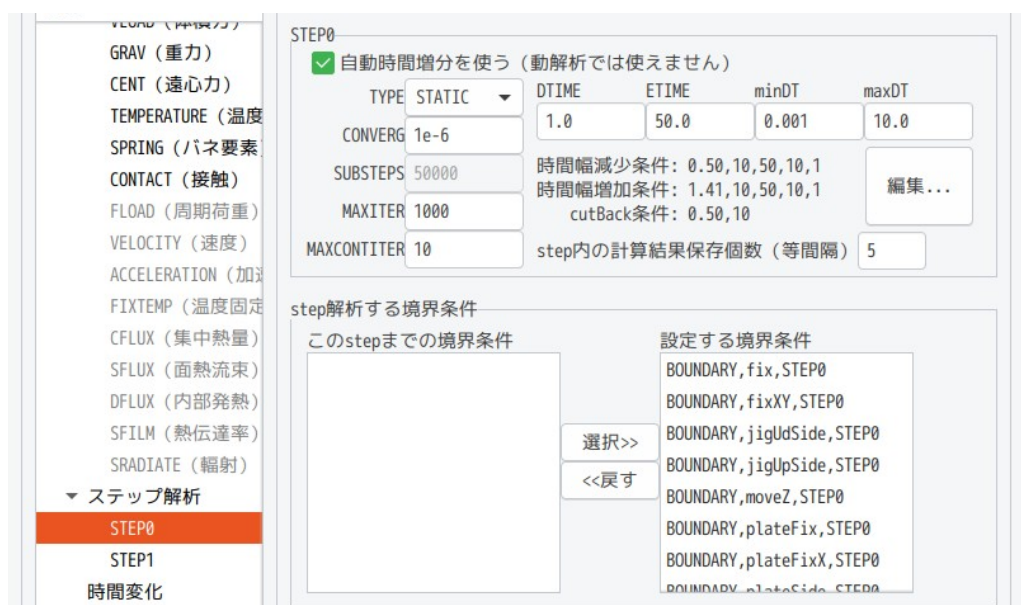 VLOAD (体積力)
GRAV (重力)
CENT (遠心力)
TEMPERATURE (温度
SPRING (バネ要素
CONTACT (接触)
FLOAD (周期荷重)
VELOCITY (速度)
ACCELERATION (加速
FIXTEMP (温度固定
CFLUX (集中熱量)
SFLUX (面熱流束)
DFLUX (内部発熱)
SFILM (熱伝達率)
SRADIATE (輻射)
ステップ解析
STEP0
STEP1
時間変化
STEP0
自動時間増分を使う (動解析では使えません)
TYPE STATIC
CONVERG 1e-6
SUBSTEPS 50000
MAXITER 1000
MAXCONTITER 10
DTIME ETIME minDT maxDT
1.0 50.0 0.001 10.0
時間幅減少条件: 0.50,10,50,10,1
時間幅増加条件: 1.41,10,50,10,1
cutBack条件: 0.50,10
編集...
step内の計算結果保存個数 (等間隔) 5
step解析する境界条件
このstepまでの境界条件
選択>>
<<戻す
設定する境界条件
BOUNDARY,fix,STEP0
BOUNDARY,fixXY,STEP0
BOUNDARY,jigUdSide,STEP0
BOUNDARY,jigUpSide,STEP0
BOUNDARY,moveZ,STEP0
BOUNDARY,plateFix,STEP0
BOUNDARY,plateFixX,STEP0
BOUNDARY,plateSide,STEP0